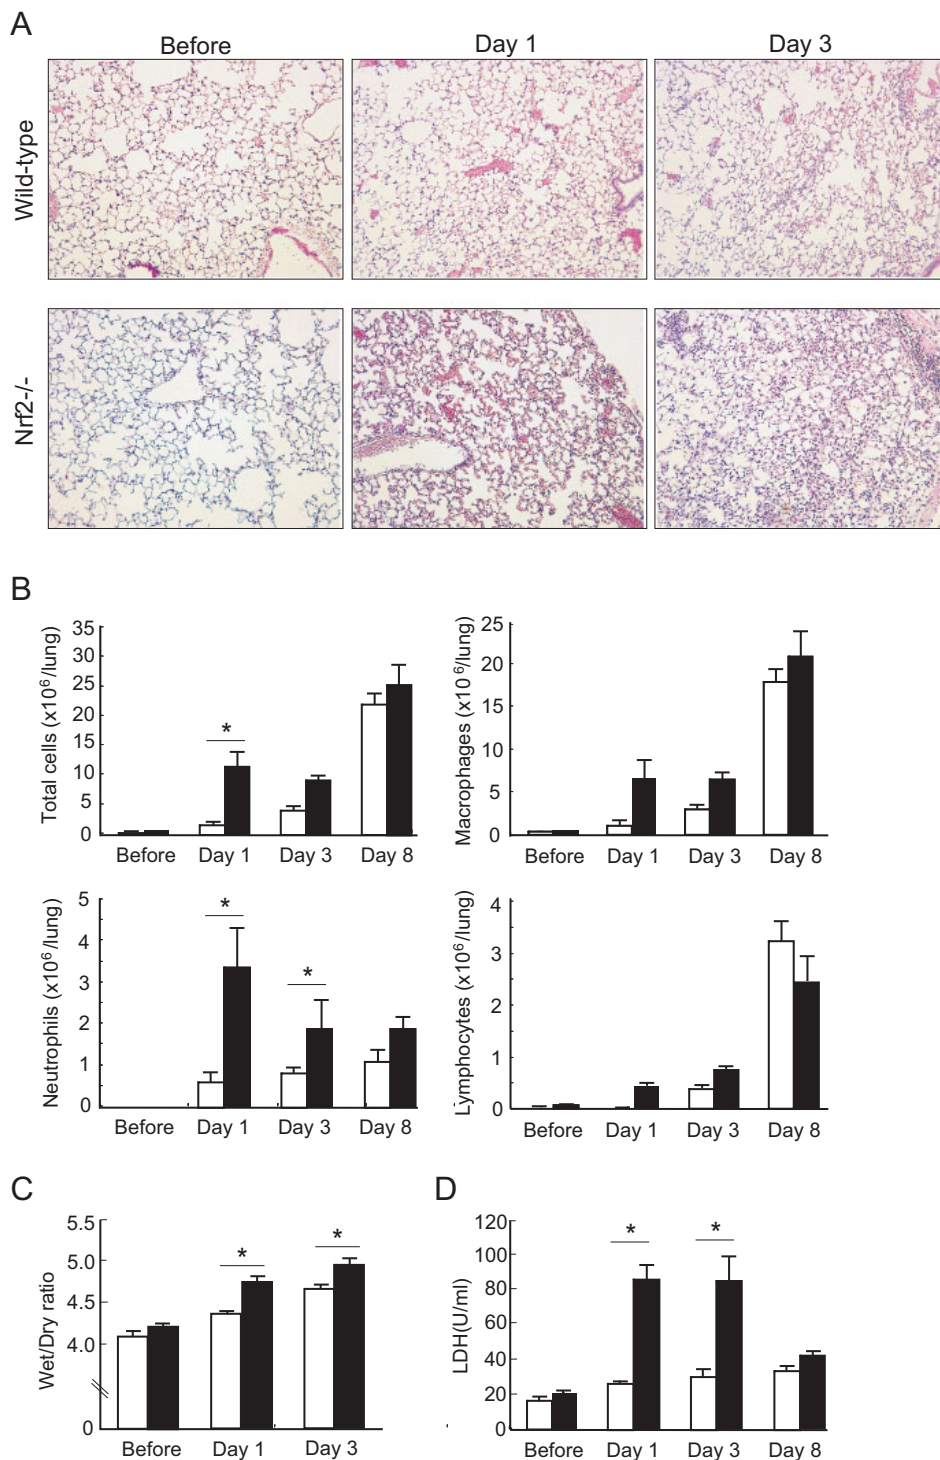 A
Before Day 1 Day 3
Wild-type
Nrf2-/-
B
Total cells (x10⁶/lung)
35
30
25
20
15
10
5
0
Before Day 1 Day 3 Day 8
*
Macrophages (x10⁶/lung)
25
20
15
10
5
0
Before Day 1 Day 3 Day 8
Neutrophils (x10⁶/lung)
5
4
3
2
1
0
Before Day 1 Day 3 Day 8
*
*
Lymphocytes (x10⁶/lung)
4
3
2
1
0
Before Day 1 Day 3 Day 8
C
Wet/Dry ratio
5.5
5.0
4.5
4.0
0
Before Day 1 Day 3
*
*
D
LDH(U/ml)
120
100
80
60
40
20
0
Before Day 1 Day 3 Day 8
*
*